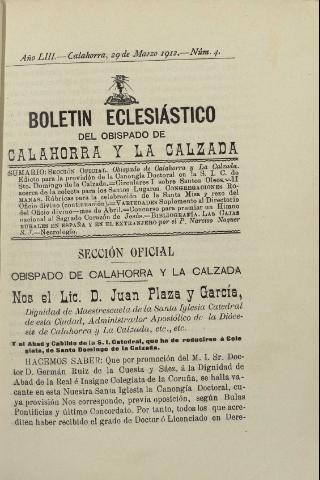 Año LIII.—Calahorra, 29 de Marzo 1912.—Núm. 4.
BOLETIN ECLESIÁSTICO
DEL OBISPADO DE
CALAHORRA Y LA CALZADA
SUMARIO: SECCIÓN OFICIAL. Obispado de Calahorra y La Calzada.
Edicto para la provisión de la Canongía Doctoral en la S. I. C. de
Sto. Domingo de la Calzada.—Circulares I sobre Santos Oleos.—II
acerca de la colecta para los Santos Lugares. CONGREGACIONES RO-
MANAS. Rúbricas para la celebración de la Santa Misa y rezo del
Oficio divino (continuación).—VARIEDADES Suplemento al Directorio
del Oficio divino—mes de Abril.—Concurso para premiar un Himno
nacional al Sagrado Corazón de Jesús.—BIBLIOGRAFÍA. LAS CAJAS
RURALES EN ESPAÑA Y EN EL EXTRANJERO por el P. Narciso Noguer
S. J.—Necrología.
SECCIÓN OFICIAL
OBISPADO DE CALAHORRA Y LA CALZADA
Nos el Lic. D. Juan Plaza y García,
Dignidad de Maestrescuela de la Santa Iglesia Catedral
de esta Ciudad, Administrador Apostólico de la Dióce-
sis de Calahorra y La Calzada, etc., etc.
Y el Abad y Cabildo de la S. I. Catedral, que ha de reducirse á Cole
giata, de Santo Domingo de la Calzada.
HACEMOS SABER: Que por promoción del M. I. Sr. Doc-
tor D. Germán Ruiz de la Cuesta y Sáez, á la Dignidad de
Abad de la Real é Insigne Colegiata de la Coruña, se halla va-
cante en esta Nuestra Santa Iglesia la Canongía Doctoral, cu-
ya provisión Nos corresponde, previa oposición, según Bulas
Pontificias y último Concordato. Por tanto, todos los que acre-
diten haber recibido el grado de Doctor ó Licenciado en Dere-